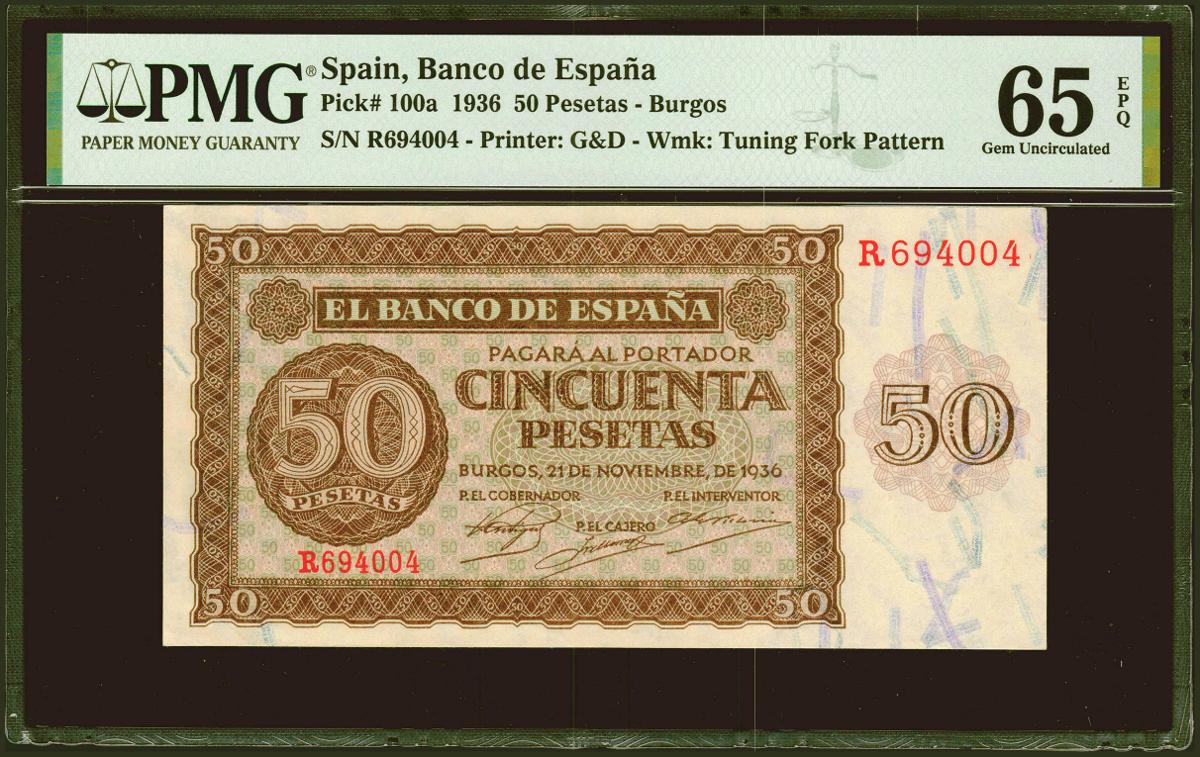 PMG®
PAPER MONEY GUARANTY
Spain, Banco de España
Pick# 100a 1936 50 Pesetas - Burgos
S/N R694004 - Printer: G&D - Wmk: Tuning Fork Pattern
65 EPQ
Gem Uncirculated
50 50
R694004
EL BANCO DE ESPAÑA
PAGARÁ AL PORTADOR
CINCUENTA
PESETAS
50
PESETAS
50
BURGOS, 21 DE NOVIEMBRE, DE 1936
P. EL GOBERNADOR P. EL INTERVENTOR
P. EL CAJERO
R694004
50 50